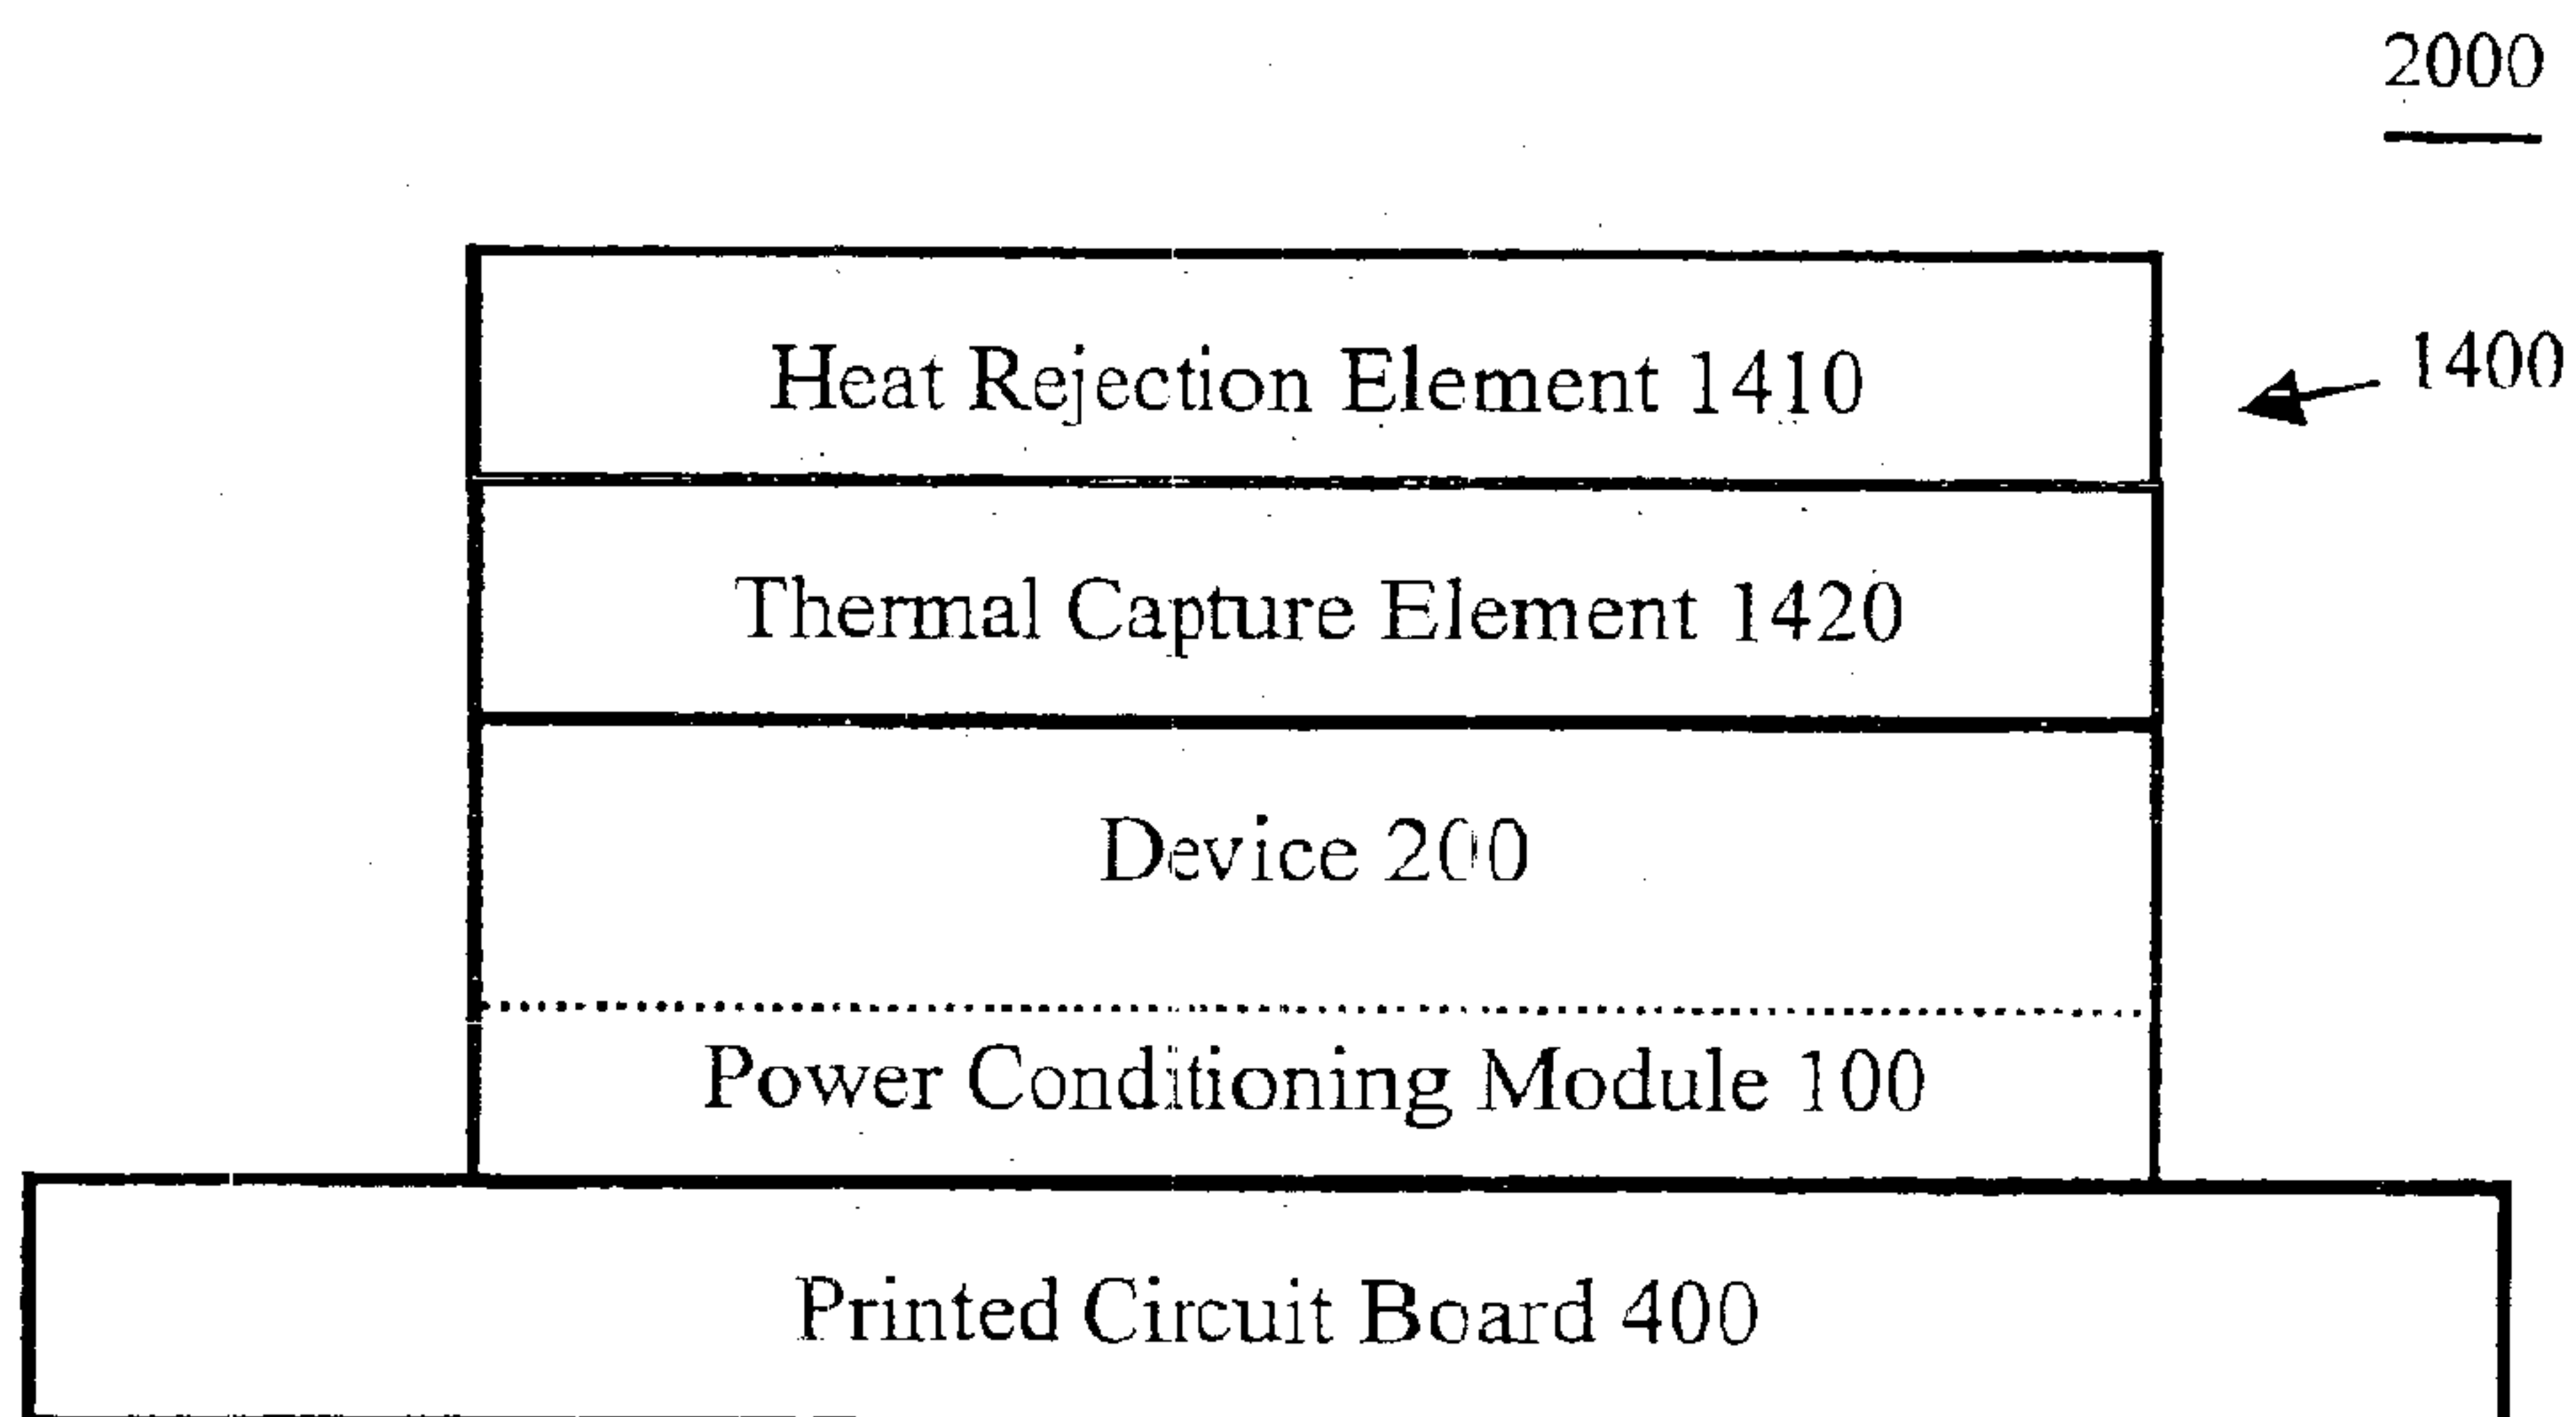 2000
Heat Rejection Element 1410
1400
Thermal Capture Element 1420
Device 200
Power Conditioning Module 100
Printed Circuit Board 400